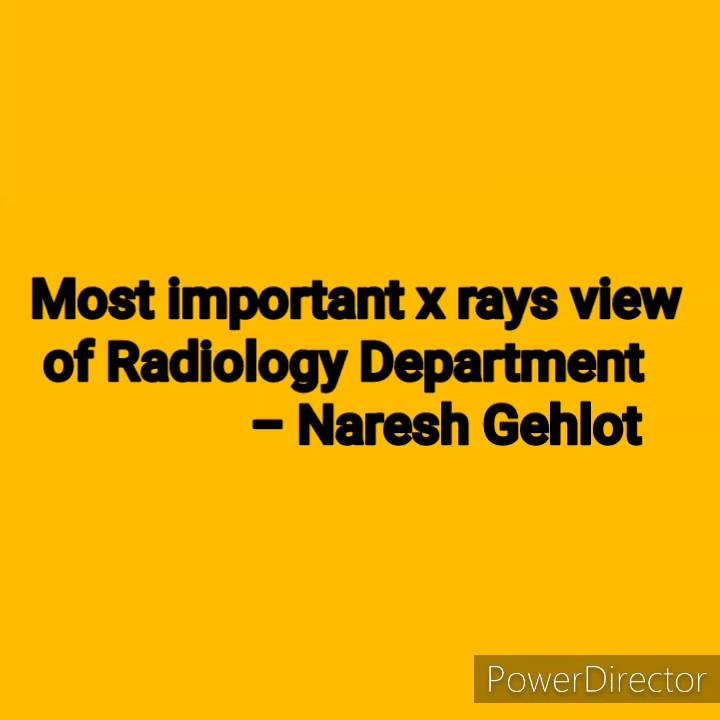 Most important x rays view
of Radiology Department
– Naresh Gehlot
PowerDirector